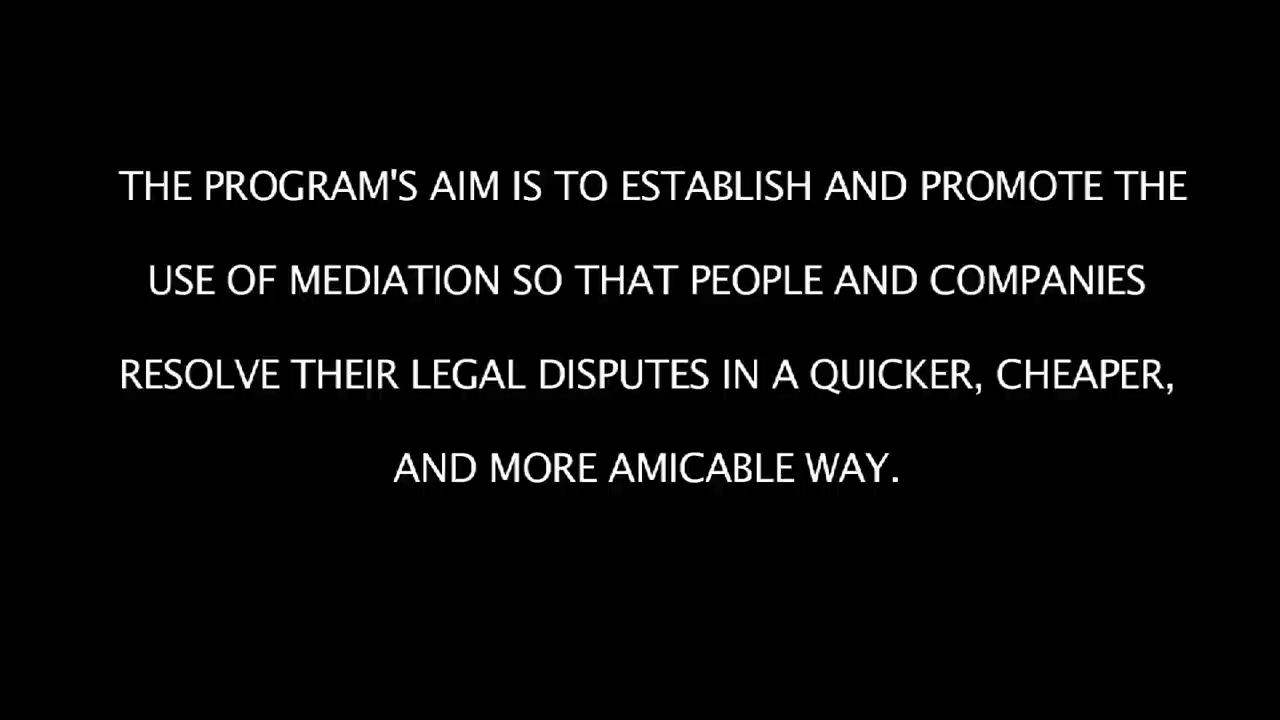 THE PROGRAM'S AIM IS TO ESTABLISH AND PROMOTE THE
USE OF MEDIATION SO THAT PEOPLE AND COMPANIES
RESOLVE THEIR LEGAL DISPUTES IN A QUICKER, CHEAPER,
AND MORE AMICABLE WAY.